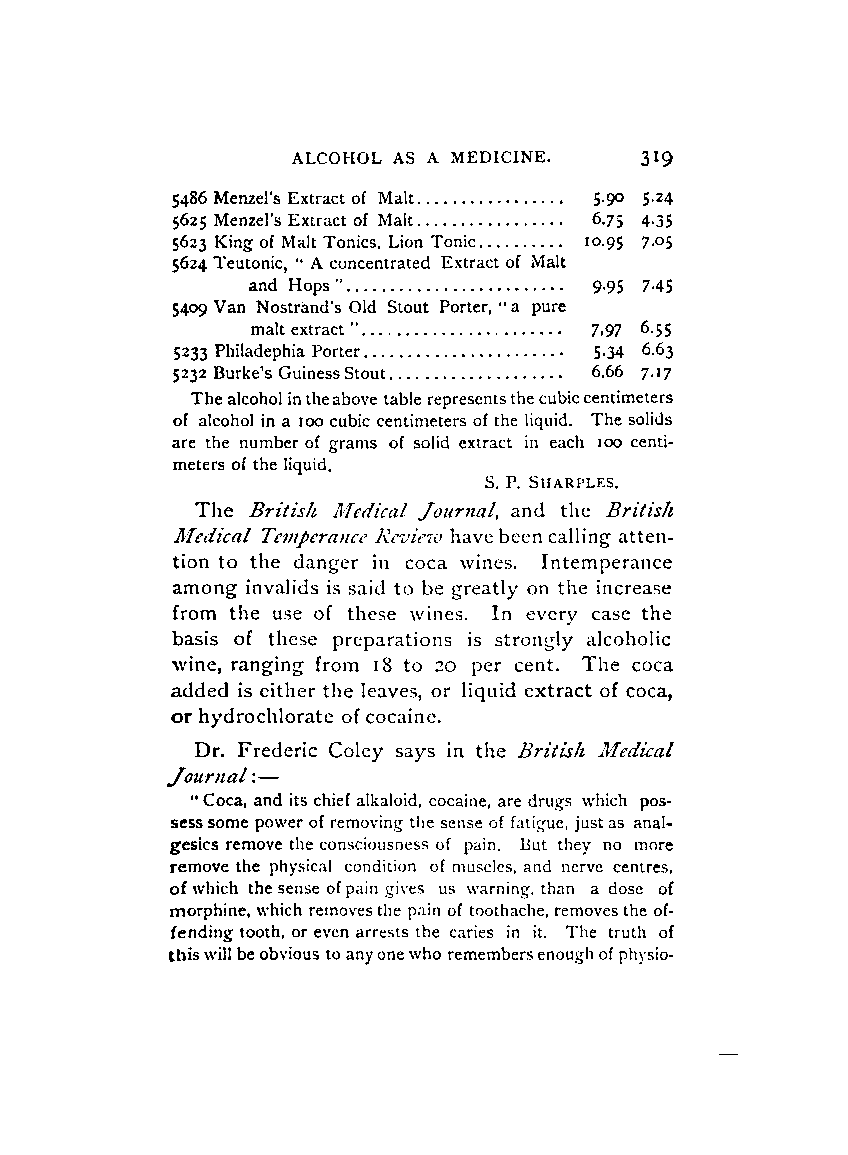 ALCOHOL AS A MEDICINE. 319
5486 Menzel's Extract of Malt................. 5.90 5.24
5625 Menzel's Extract of Malt................. 6.75 4.35
5623 King of Malt Tonics, Lion Tonic.......... 10.95 7.05
5624 Teutonic, " A concentrated Extract of Malt
and Hops "......................... 9.95 7.45
5409 Van Nostrand's Old Stout Porter, " a pure
malt extract "....................... 7.97 6.55
5233 Philadephia Porter....................... 5.34 6.63
5232 Burke's Guiness Stout.................... 6.66 7.17
The alcohol in the above table represents the cubic centimeters
of alcohol in a 100 cubic centimeters of the liquid. The solids
are the number of grams of solid extract in each 100 centi-
meters of the liquid.
S. P. SHARPLES.
The British Medical Journal, and the British
Medical Temperance Review have been calling atten-
tion to the danger in coca wines. Intemperance
among invalids is said to be greatly on the increase
from the use of these wines. In every case the
basis of these preparations is strongly alcoholic
wine, ranging from 18 to 20 per cent. The coca
added is either the leaves, or liquid extract of coca,
or hydrochlorate of cocaine.
Dr. Frederic Coley says in the British Medical
Journal :—
" Coca, and its chief alkaloid, cocaine, are drugs which pos-
sess some power of removing the sense of fatigue, just as anal-
gesics remove the consciousness of pain. But they no more
remove the physical condition of muscles, and nerve centres,
of which the sense of pain gives us warning, than a dose of
morphine, which removes the pain of toothache, removes the of-
fending tooth, or even arrests the caries in it. The truth of
this will be obvious to any one who remembers enough of physio-